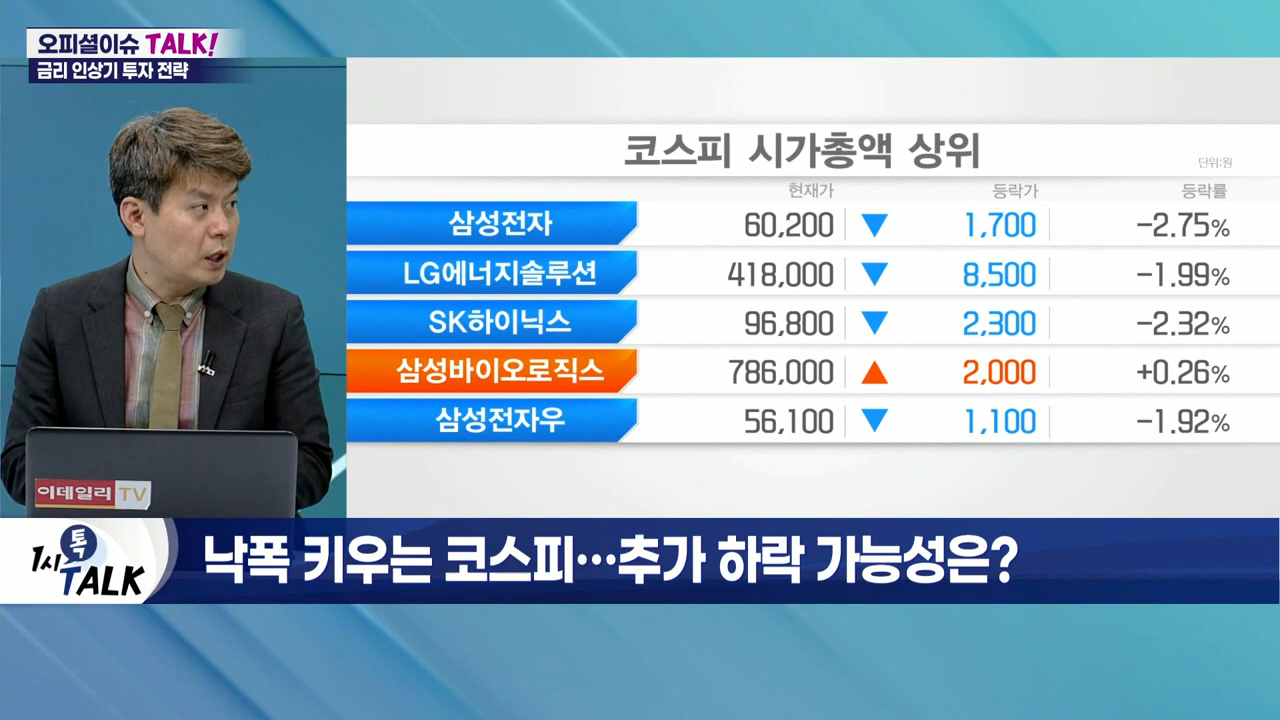 오피셜이슈 TALK!
금리 인상기 투자 전략
코스피 시가총액 상위
단위:원
현재가 등락가 등락률
삼성전자 60,200 ▼ 1,700 -2.75%
LG에너지솔루션 418,000 ▼ 8,500 -1.99%
SK하이닉스 96,800 ▼ 2,300 -2.32%
삼성바이오로직스 786,000 ▲ 2,000 +0.26%
삼성전자우 56,100 ▼ 1,100 -1.92%
이데일리 TV
1시 톡 TALK
낙폭 키우는 코스피…추가 하락 가능성은?